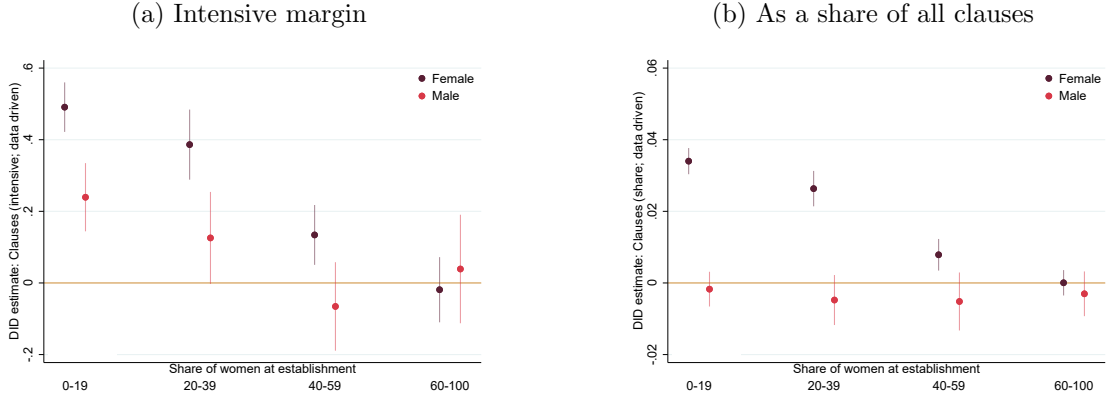 (a) Intensive margin
DID estimate: Clauses (intensive; data driven)
.6
.4
.2
0
-.2
Female
Male
Share of women at establishment
0-19 20-39 40-59 60-100
(b) As a share of all clauses
DID estimate: Clauses (share; data driven)
.06
.04
.02
0
-.02
Female
Male
Share of women at establishment
0-19 20-39 40-59 60-100